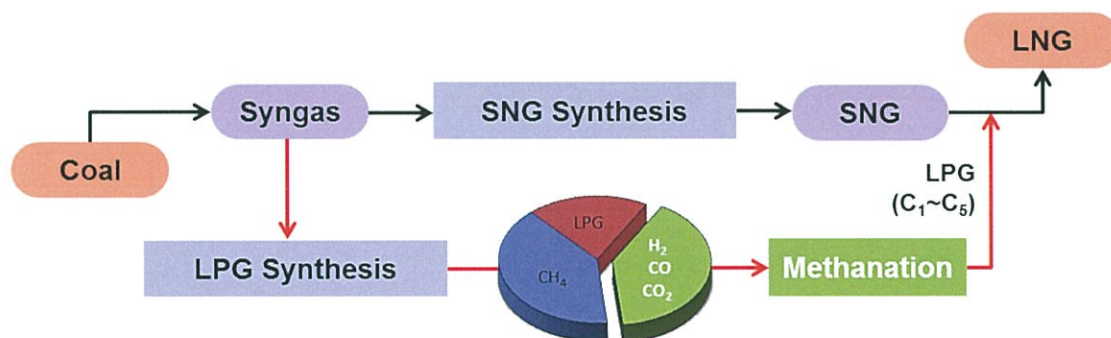 LNG
Syngas
SNG Synthesis
SNG
Coal
LPG
(C₁~C₅)
LPG Synthesis
LPG
CH₄
H₂
CO
CO₂
Methanation